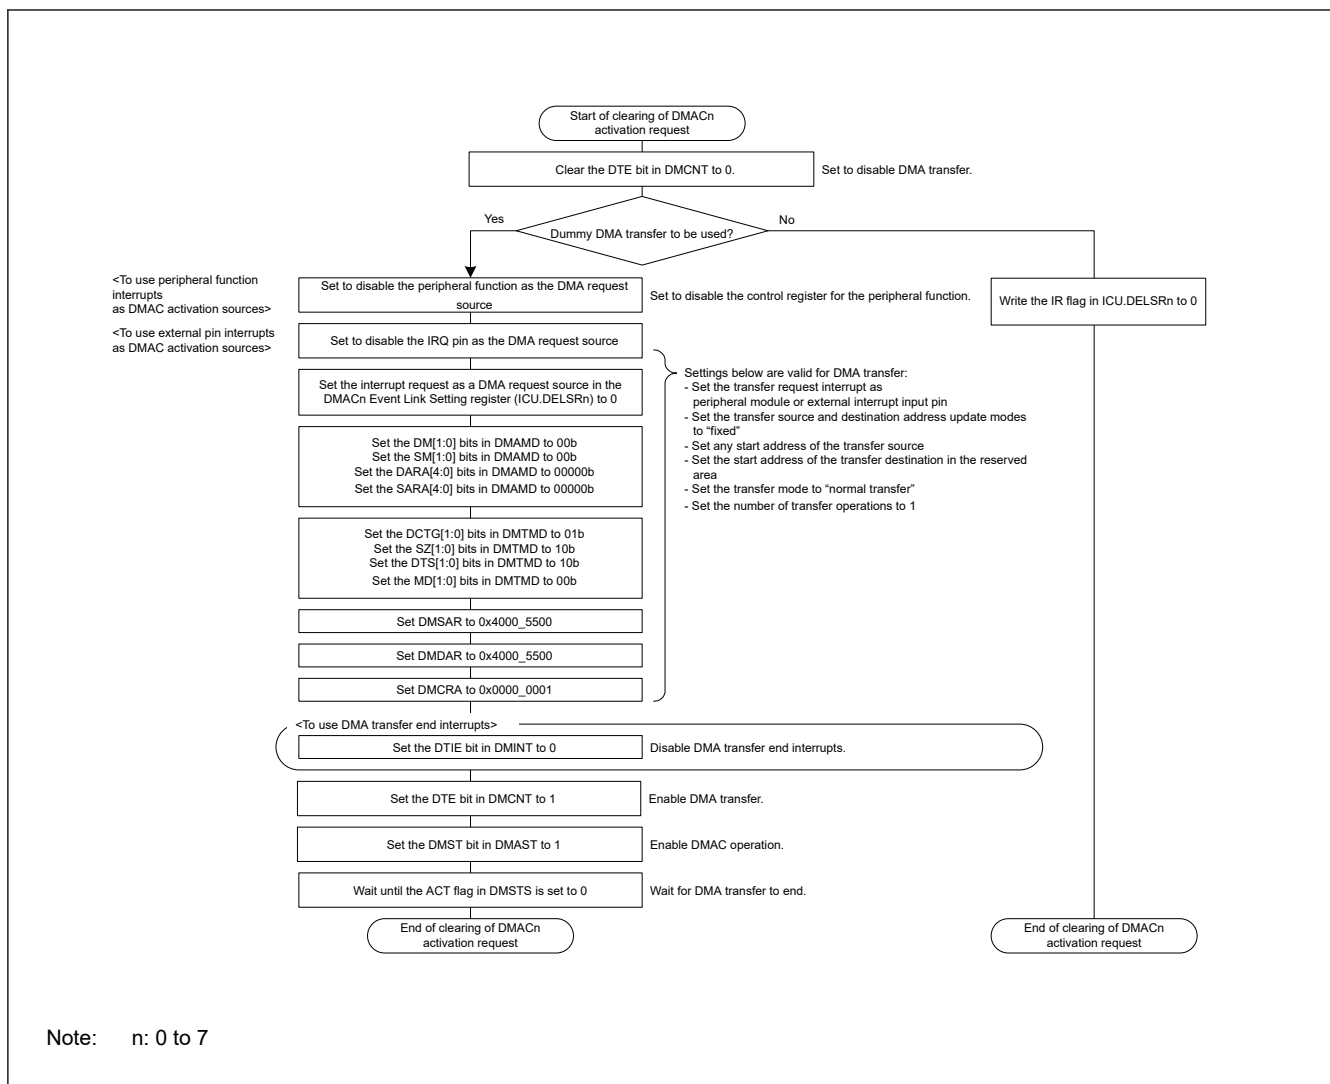 Start of clearing of DMACn
activation request
Clear the DTE bit in DMCNT to 0.
Set to disable DMA transfer.
Yes
No
Dummy DMA transfer to be used?
<To use peripheral function
interrupts
as DMAC activation sources>
Set to disable the peripheral function as the DMA request
source
Set to disable the control register for the peripheral function.
Write the IR flag in ICU.DELSRn to 0
<To use external pin interrupts
as DMAC activation sources>
Set to disable the IRQ pin as the DMA request source
Set the interrupt request as a DMA request source in the
DMACn Event Link Setting register (ICU.DELSRn) to 0
Settings below are valid for DMA transfer:
- Set the transfer request interrupt as
peripheral module or external interrupt input pin
- Set the transfer source and destination address update modes
to “fixed”
- Set any start address of the transfer source
- Set the start address of the transfer destination in the reserved
area
- Set the transfer mode to “normal transfer”
- Set the number of transfer operations to 1
Set the DM[1:0] bits in DMAMD to 00b
Set the SM[1:0] bits in DMAMD to 00b
Set the DARA[4:0] bits in DMAMD to 00000b
Set the SARA[4:0] bits in DMAMD to 00000b
Set the DCTG[1:0] bits in DMTMD to 01b
Set the SZ[1:0] bits in DMTMD to 10b
Set the DTS[1:0] bits in DMTMD to 10b
Set the MD[1:0] bits in DMTMD to 00b
Set DMSAR to 0x4000_5500
Set DMDAR to 0x4000_5500
Set DMCRA to 0x0000_0001
<To use DMA transfer end interrupts>
Set the DTIE bit in DMINT to 0
Disable DMA transfer end interrupts.
Set the DTE bit in DMCNT to 1
Enable DMA transfer.
Set the DMST bit in DMAST to 1
Enable DMAC operation.
Wait until the ACT flag in DMSTS is set to 0
Wait for DMA transfer to end.
End of clearing of DMACn
activation request
End of clearing of DMACn
activation request
Note: n: 0 to 7